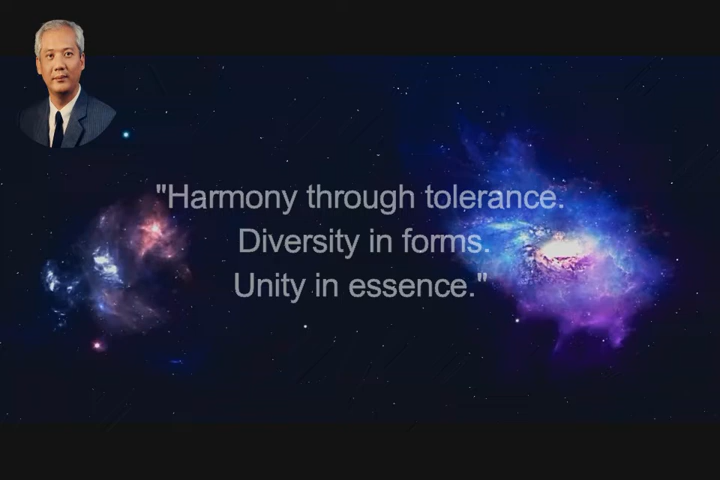 "Harmony through tolerance.
Diversity in forms.
Unity in essence."